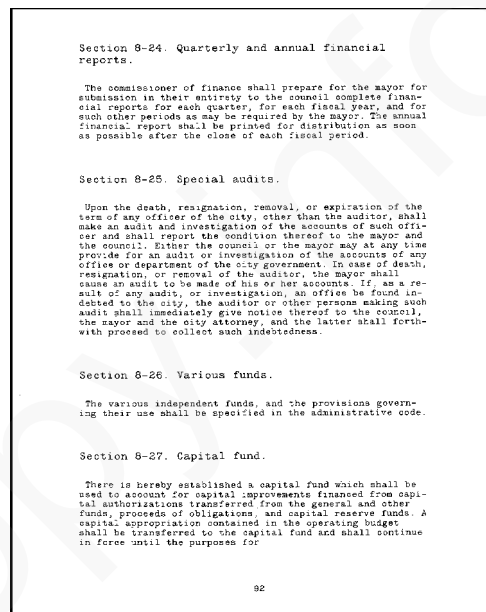 Section 8-24. Quarterly and annual financial
reports.
The commissioner of finance shall prepare for the mayor for
submission in their entirety to the council complete finan-
cial reports for each quarter, for each fiscal year, and for
such other periods as may be required by the mayor. The annual
financial report shall be printed for distribution as soon
as possible after the close of each fiscal period.
Section 8-25. Special audits.
Upon the death, resignation, removal, or expiration of the
term of any officer of the city, other than the auditor, shall
make an audit and investigation of the accounts of such offi-
cer and shall report the condition thereof to the mayor and
the council. Either the council or the mayor may at any time
provide for an audit or investigation of the accounts of any
office or department of the city government. In case of death,
resignation, or removal of the auditor, the mayor shall
cause an audit to be made of his or her accounts. If, as a re-
sult of any audit, or investigation, an office be found in-
debted to the city, the auditor or other persons making such
audit shall immediately give notice thereof to the council,
the mayor and the city attorney, and the latter shall forth-
with proceed to collect such indebtedness.
Section 8-26. Various funds.
The various independent funds, and the provisions govern-
ing their use shall be specified in the administrative code.
Section 8-27. Capital fund.
There is hereby established a capital fund which shall be
used to account for capital improvements financed from capi-
tal authorizations transferred from the general and other
funds, proceeds of obligations, and capital reserve funds. A
capital appropriation contained in the operating budget
shall be transferred to the capital fund and shall continue
in force until the purposes for
92